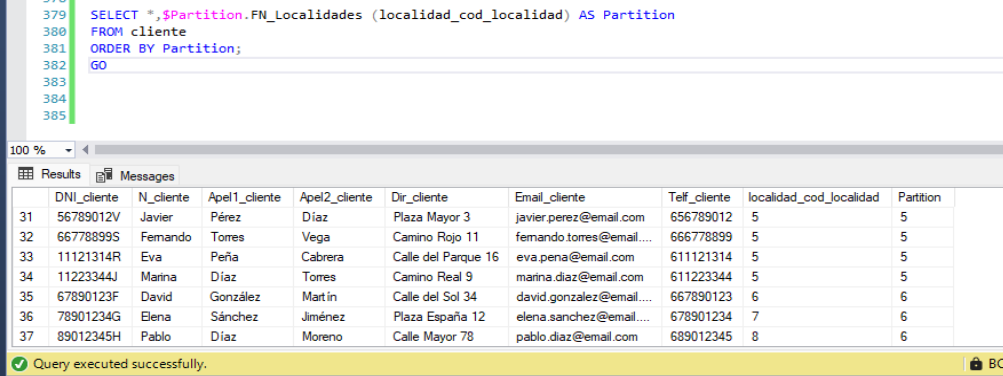 379 SELECT *,$Partition.FN_Localidades (localidad_cod_localidad) AS Partition
380 FROM cliente
381 ORDER BY Partition;
382 GO
383
384
385
100 %
Results Messages
DNI_cliente N_cliente Apel1_cliente Apel2_cliente Dir_cliente Email_cliente Telf_cliente localidad_cod_localidad Partition
31 56789012V Javier Pérez Díaz Plaza Mayor 3 javier.perez@email.com 656789012 5 5
32 66778899S Fernando Torres Vega Camino Rojo 11 fernando.torres@email.... 666778899 5 5
33 11121314R Eva Peña Cabrera Calle del Parque 16 eva.pena@email.com 611121314 5 5
34 11223344J Marina Díaz Torres Camino Real 9 marina.diaz@email.com 611223344 5 5
35 67890123F David González Martín Calle del Sol 34 david.gonzalez@email.... 667890123 6 6
36 78901234G Elena Sánchez Jiménez Plaza España 12 elena.sanchez@email.... 678901234 7 6
37 89012345H Pablo Díaz Moreno Calle Mayor 78 pablo.diaz@email.com 689012345 8 6
Query executed successfully.